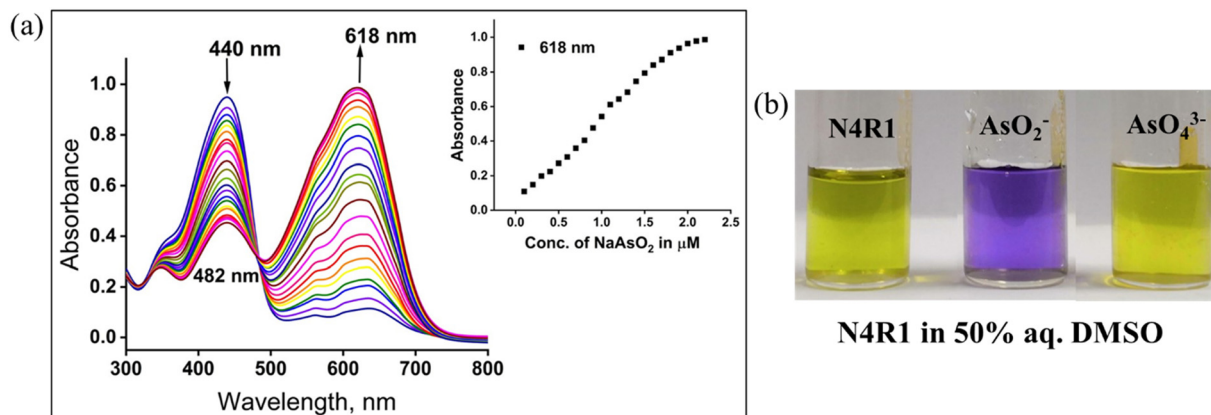 (a)
440 nm
618 nm
482 nm
Absorbance
1.0
0.8
0.6
0.4
0.2
0.0
300 400 500 600 700 800
Wavelength, nm
618 nm
Absorbance
1.0
0.8
0.6
0.4
0.2
0.0
0.0 0.5 1.0 1.5 2.0 2.5
Conc. of NaAsO₂ in μM
(b)
N4R1 AsO₂⁻ AsO₄³⁻
N4R1 in 50% aq. DMSO